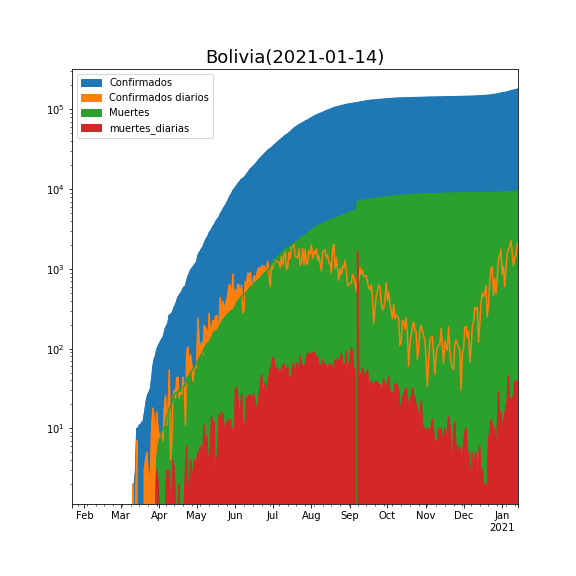 Bolivia(2021-01-14)
Confirmados
Confirmados diarios
Muertes
muertes_diarias
10^5
10^4
10^3
10^2
10^1
Feb Mar Apr May Jun Jul Aug Sep Oct Nov Dec Jan
2021